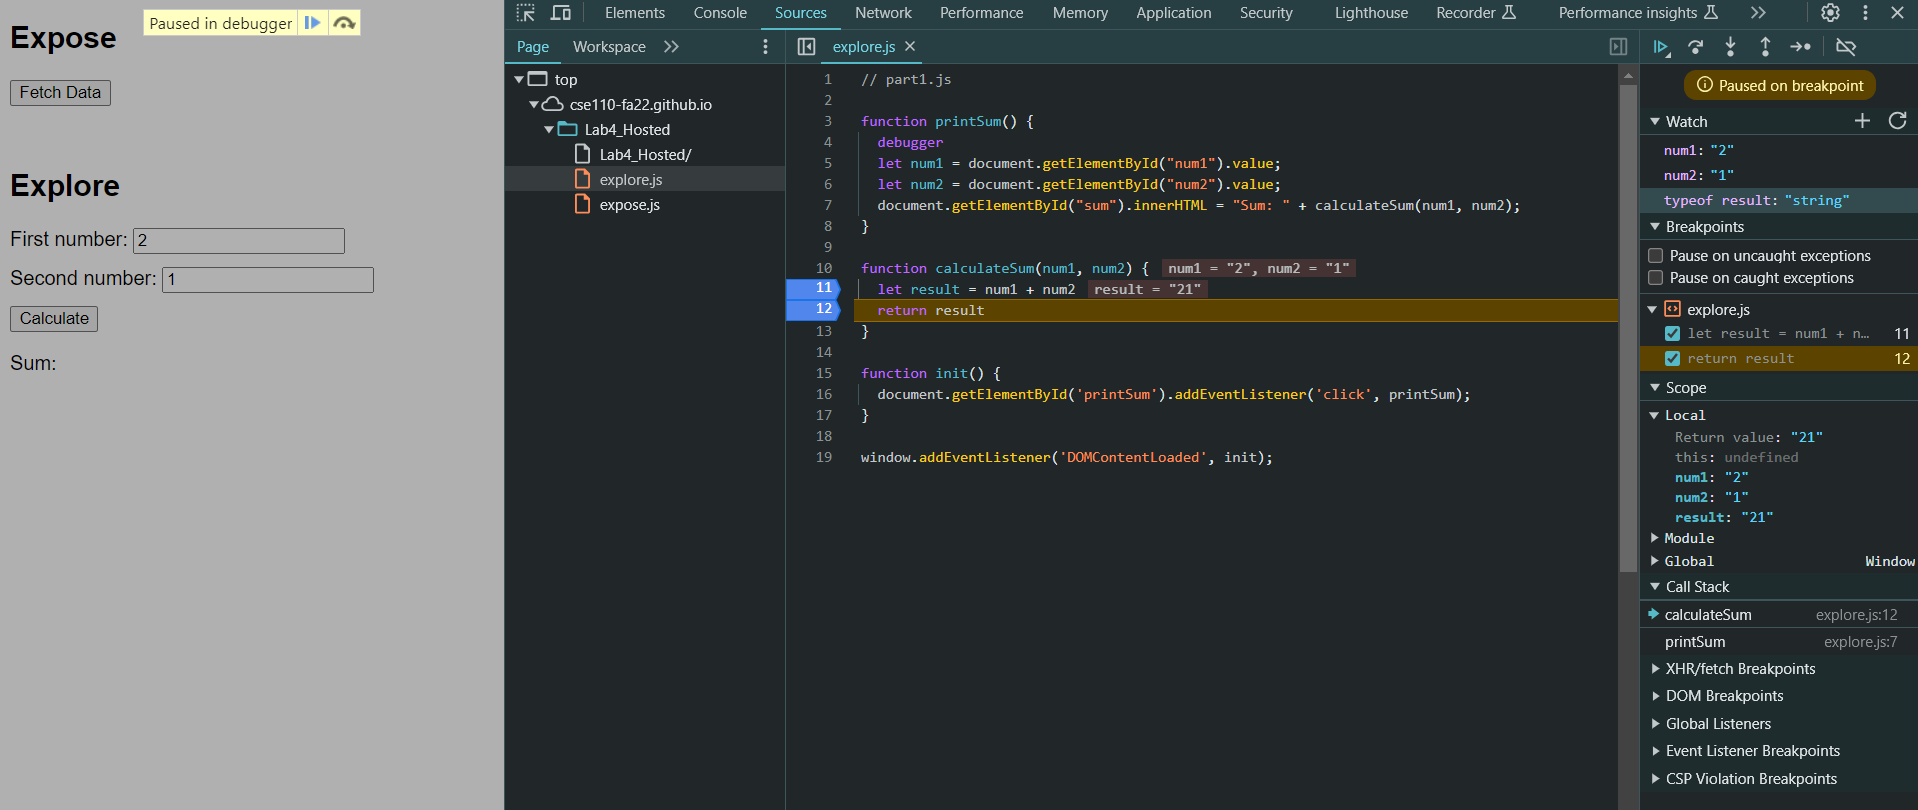 Paused in debugger
Expose
Fetch Data
Explore
First number: 2
Second number: 1
Calculate
Sum:
Elements Console Sources Network Performance Memory Application Security Lighthouse Recorder Performance insights
Page Workspace
top
cse110-fa22.github.io
Lab4_Hosted
Lab4_Hosted/
explore.js
expose.js
explore.js
1 // part1.js
2
3 function printSum() {
4 debugger
5 let num1 = document.getElementById("num1").value;
6 let num2 = document.getElementById("num2").value;
7 document.getElementById("sum").innerHTML = "Sum: " + calculateSum(num1, num2);
8 }
9
10 function calculateSum(num1, num2) { num1 = "2", num2 = "1"
11 let result = num1 + num2 result = "21"
12 return result
13 }
14
15 function init() {
16 document.getElementById('printSum').addEventListener('click', printSum);
17 }
18
19 window.addEventListener('DOMContentLoaded', init);
Paused on breakpoint
Watch
num1: "2"
num2: "1"
typeof result: "string"
Breakpoints
Pause on uncaught exceptions
Pause on caught exceptions
explore.js
let result = num1 + n… 11
return result 12
Scope
Local
Return value: "21"
this: undefined
num1: "2"
num2: "1"
result: "21"
Module
Global Window
Call Stack
calculateSum explore.js:12
printSum explore.js:7
XHR/fetch Breakpoints
DOM Breakpoints
Global Listeners
Event Listener Breakpoints
CSP Violation Breakpoints